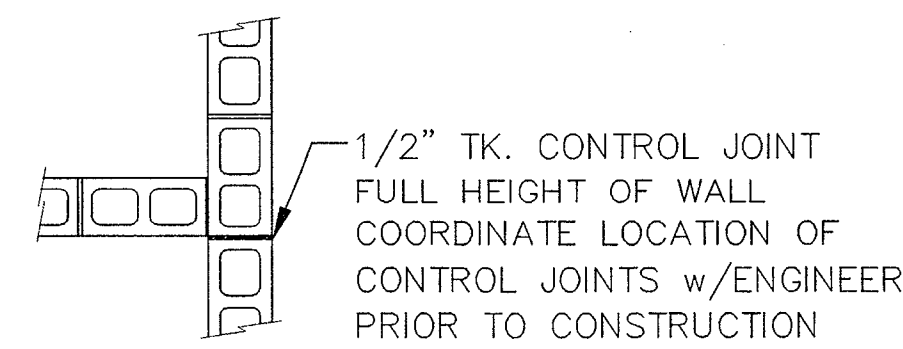 1/2" TK. CONTROL JOINT
FULL HEIGHT OF WALL
COORDINATE LOCATION OF
CONTROL JOINTS w/ENGINEER
PRIOR TO CONSTRUCTION